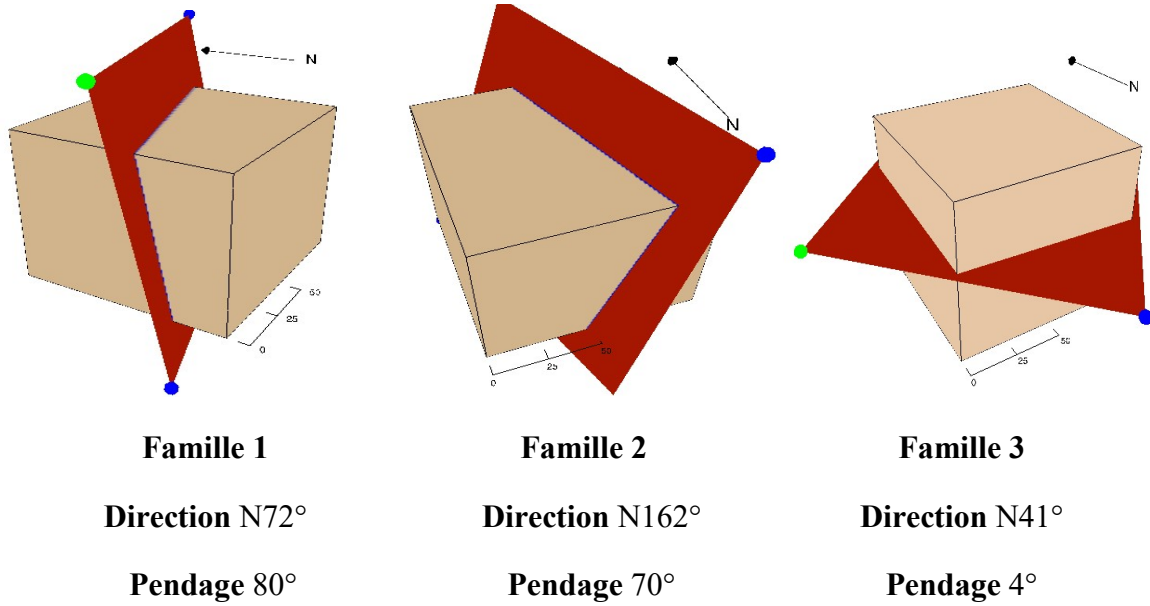 N
N
N
0 25 50
0 25 50
0 25 50
Famille 1 Famille 2 Famille 3
Direction N72° Direction N162° Direction N41°
Pendage 80° Pendage 70° Pendage 4°